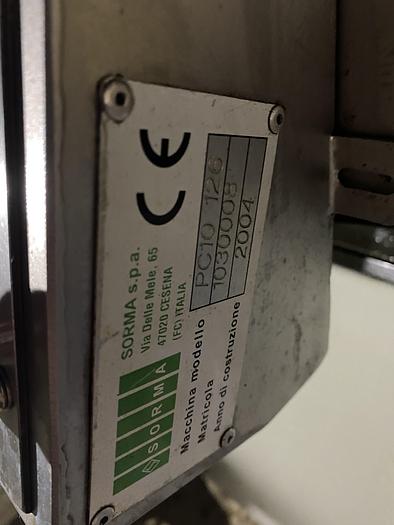 SORMA
SORMA s.p.a.
Via Delle Mele, 65
47020 CESENA
(FC) ITALIA
CE
Macchina modello PC10 126
Matricola 1030008
Anno di costruzione 2004